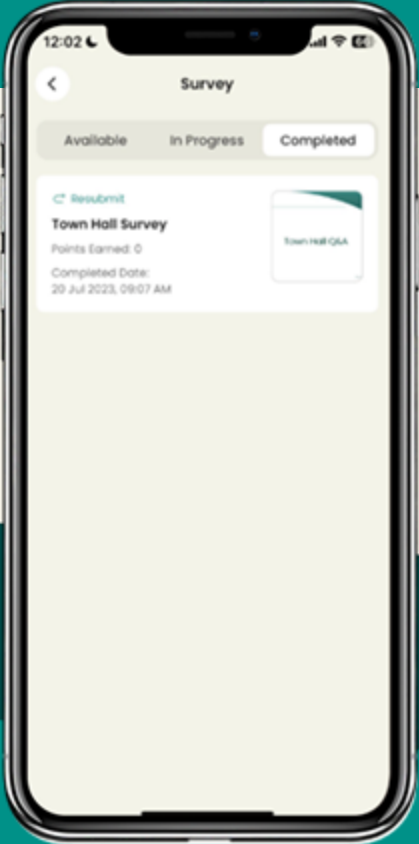 12:02
Survey
Available
In Progress
Completed
Resubmit
Town Hall Survey
Points Earned: 0
Completed Date:
20 Jul 2023, 09:07 AM
Town Hall Q&A